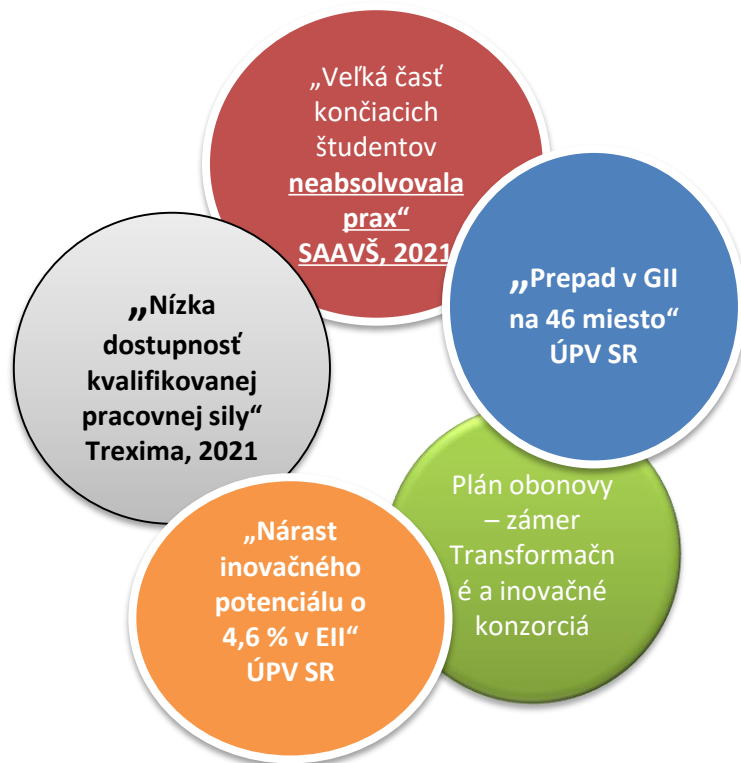 „Veľká časť
končiacich
študentov
neabsolvovala
prax“
SAAVŠ, 2021
„Prepad v GII
na 46 miesto“
ÚPV SR
„Nízka
dostupnosť
kvalifikovanej
pracovnej sily“
Trexima, 2021
Plán obonovy
– zámer
Transformačn
é a inovačné
konzorciá
„Nárast
inovačného
potenciálu o
4,6 % v EII“
ÚPV SR